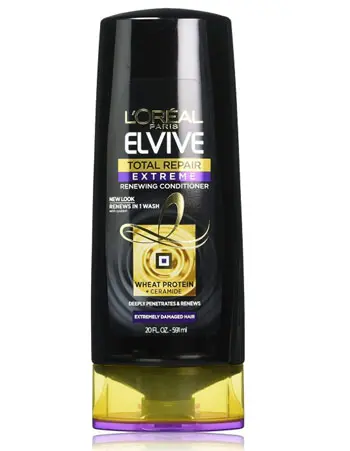 L'ORÉAL
PARIS
ELVIVE
TOTAL REPAIR
EXTREME
RENEWING CONDITIONER
NEW LOOK
RENEWS IN 1 WASH
WHEAT PROTEIN
+ CERAMIDE
DEEPLY PENETRATES & RENEWS
EXTREMELY DAMAGED HAIR
20 FL. OZ. - 591 ml